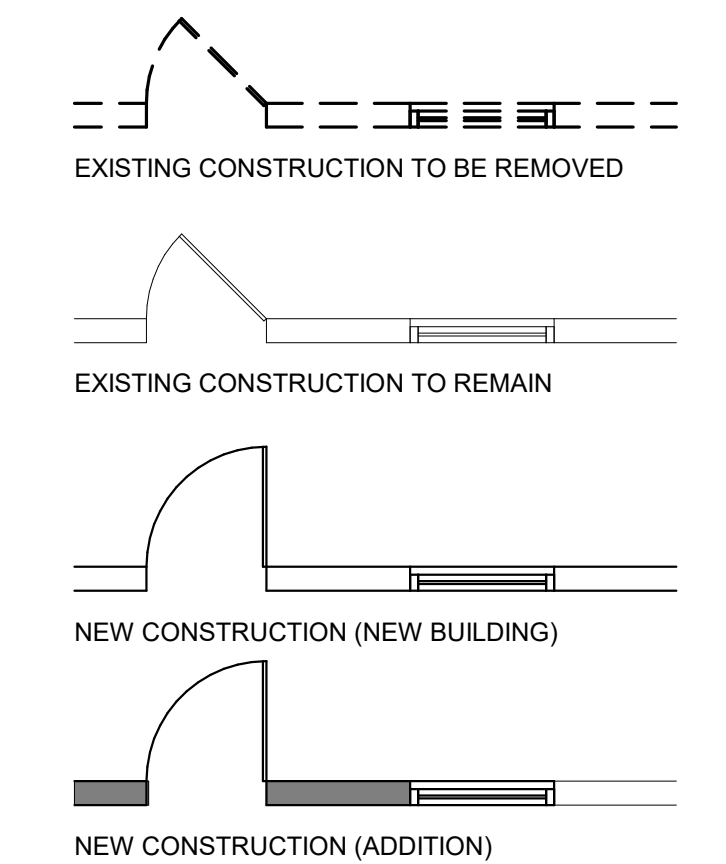 EXISTING CONSTRUCTION TO BE REMOVED
EXISTING CONSTRUCTION TO REMAIN
NEW CONSTRUCTION (NEW BUILDING)
NEW CONSTRUCTION (ADDITION)